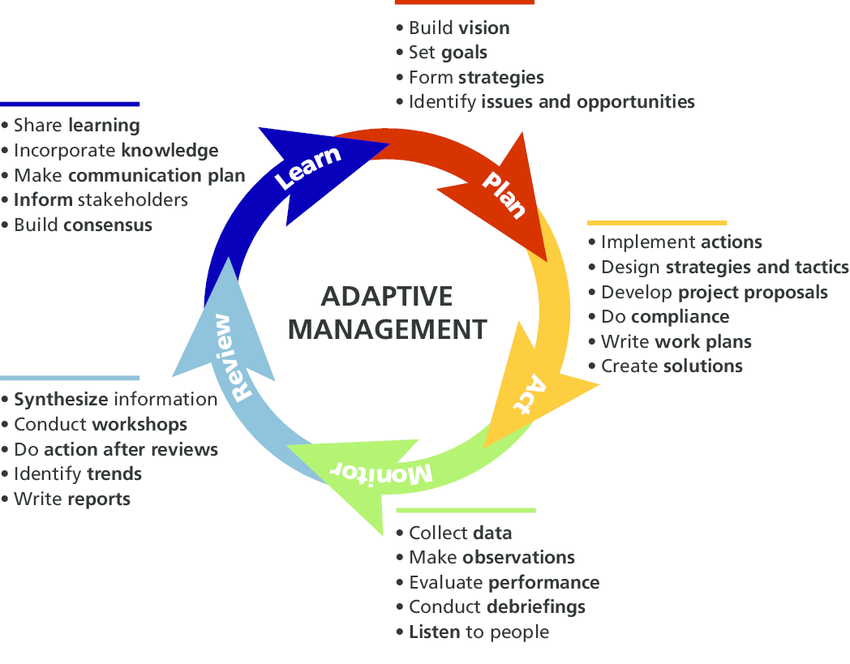 • Build vision
• Set goals
• Form strategies
• Identify issues and opportunities
• Share learning
• Incorporate knowledge
• Make communication plan
• Inform stakeholders
• Build consensus
Learn
Plan
• Implement actions
• Design strategies and tactics
• Develop project proposals
• Do compliance
• Write work plans
• Create solutions
ADAPTIVE
MANAGEMENT
Review
Act
• Synthesize information
• Conduct workshops
• Do action after reviews
• Identify trends
• Write reports
Monitor
• Collect data
• Make observations
• Evaluate performance
• Conduct debriefings
• Listen to people